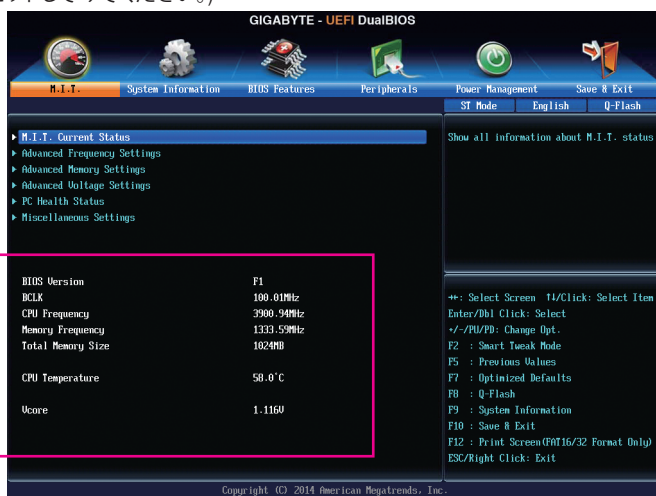 GIGABYTE - UEFI DualBIOS
M.I.T. System Information BIOS Features Peripherals Power Management Save & Exit
ST Mode English Q-Flash
M.I.T. Current Status
Advanced Frequency Settings
Advanced Memory Settings
Advanced Voltage Settings
PC Health Status
Miscellaneous Settings
Show all information about M.I.T. status
BIOS Version F1
BCLK 100.01MHz
CPU Frequency 3900.94MHz
Memory Frequency 1333.59MHz
Total Memory Size 1024MB
CPU Temperature 58.0°C
Vcore 1.116V
→←: Select Screen ↑↓/Click: Select Item
Enter/Dbl Click: Select
+/-/PU/PD: Change Opt.
F2 : Smart Tweak Mode
F5 : Previous Values
F7 : Optimized Defaults
F8 : Q-Flash
F9 : System Information
F10 : Save & Exit
F12 : Print Screen(FAT16/32 Format Only)
ESC/Right Click: Exit
Copyright (C) 2014 American Megatrends, Inc.